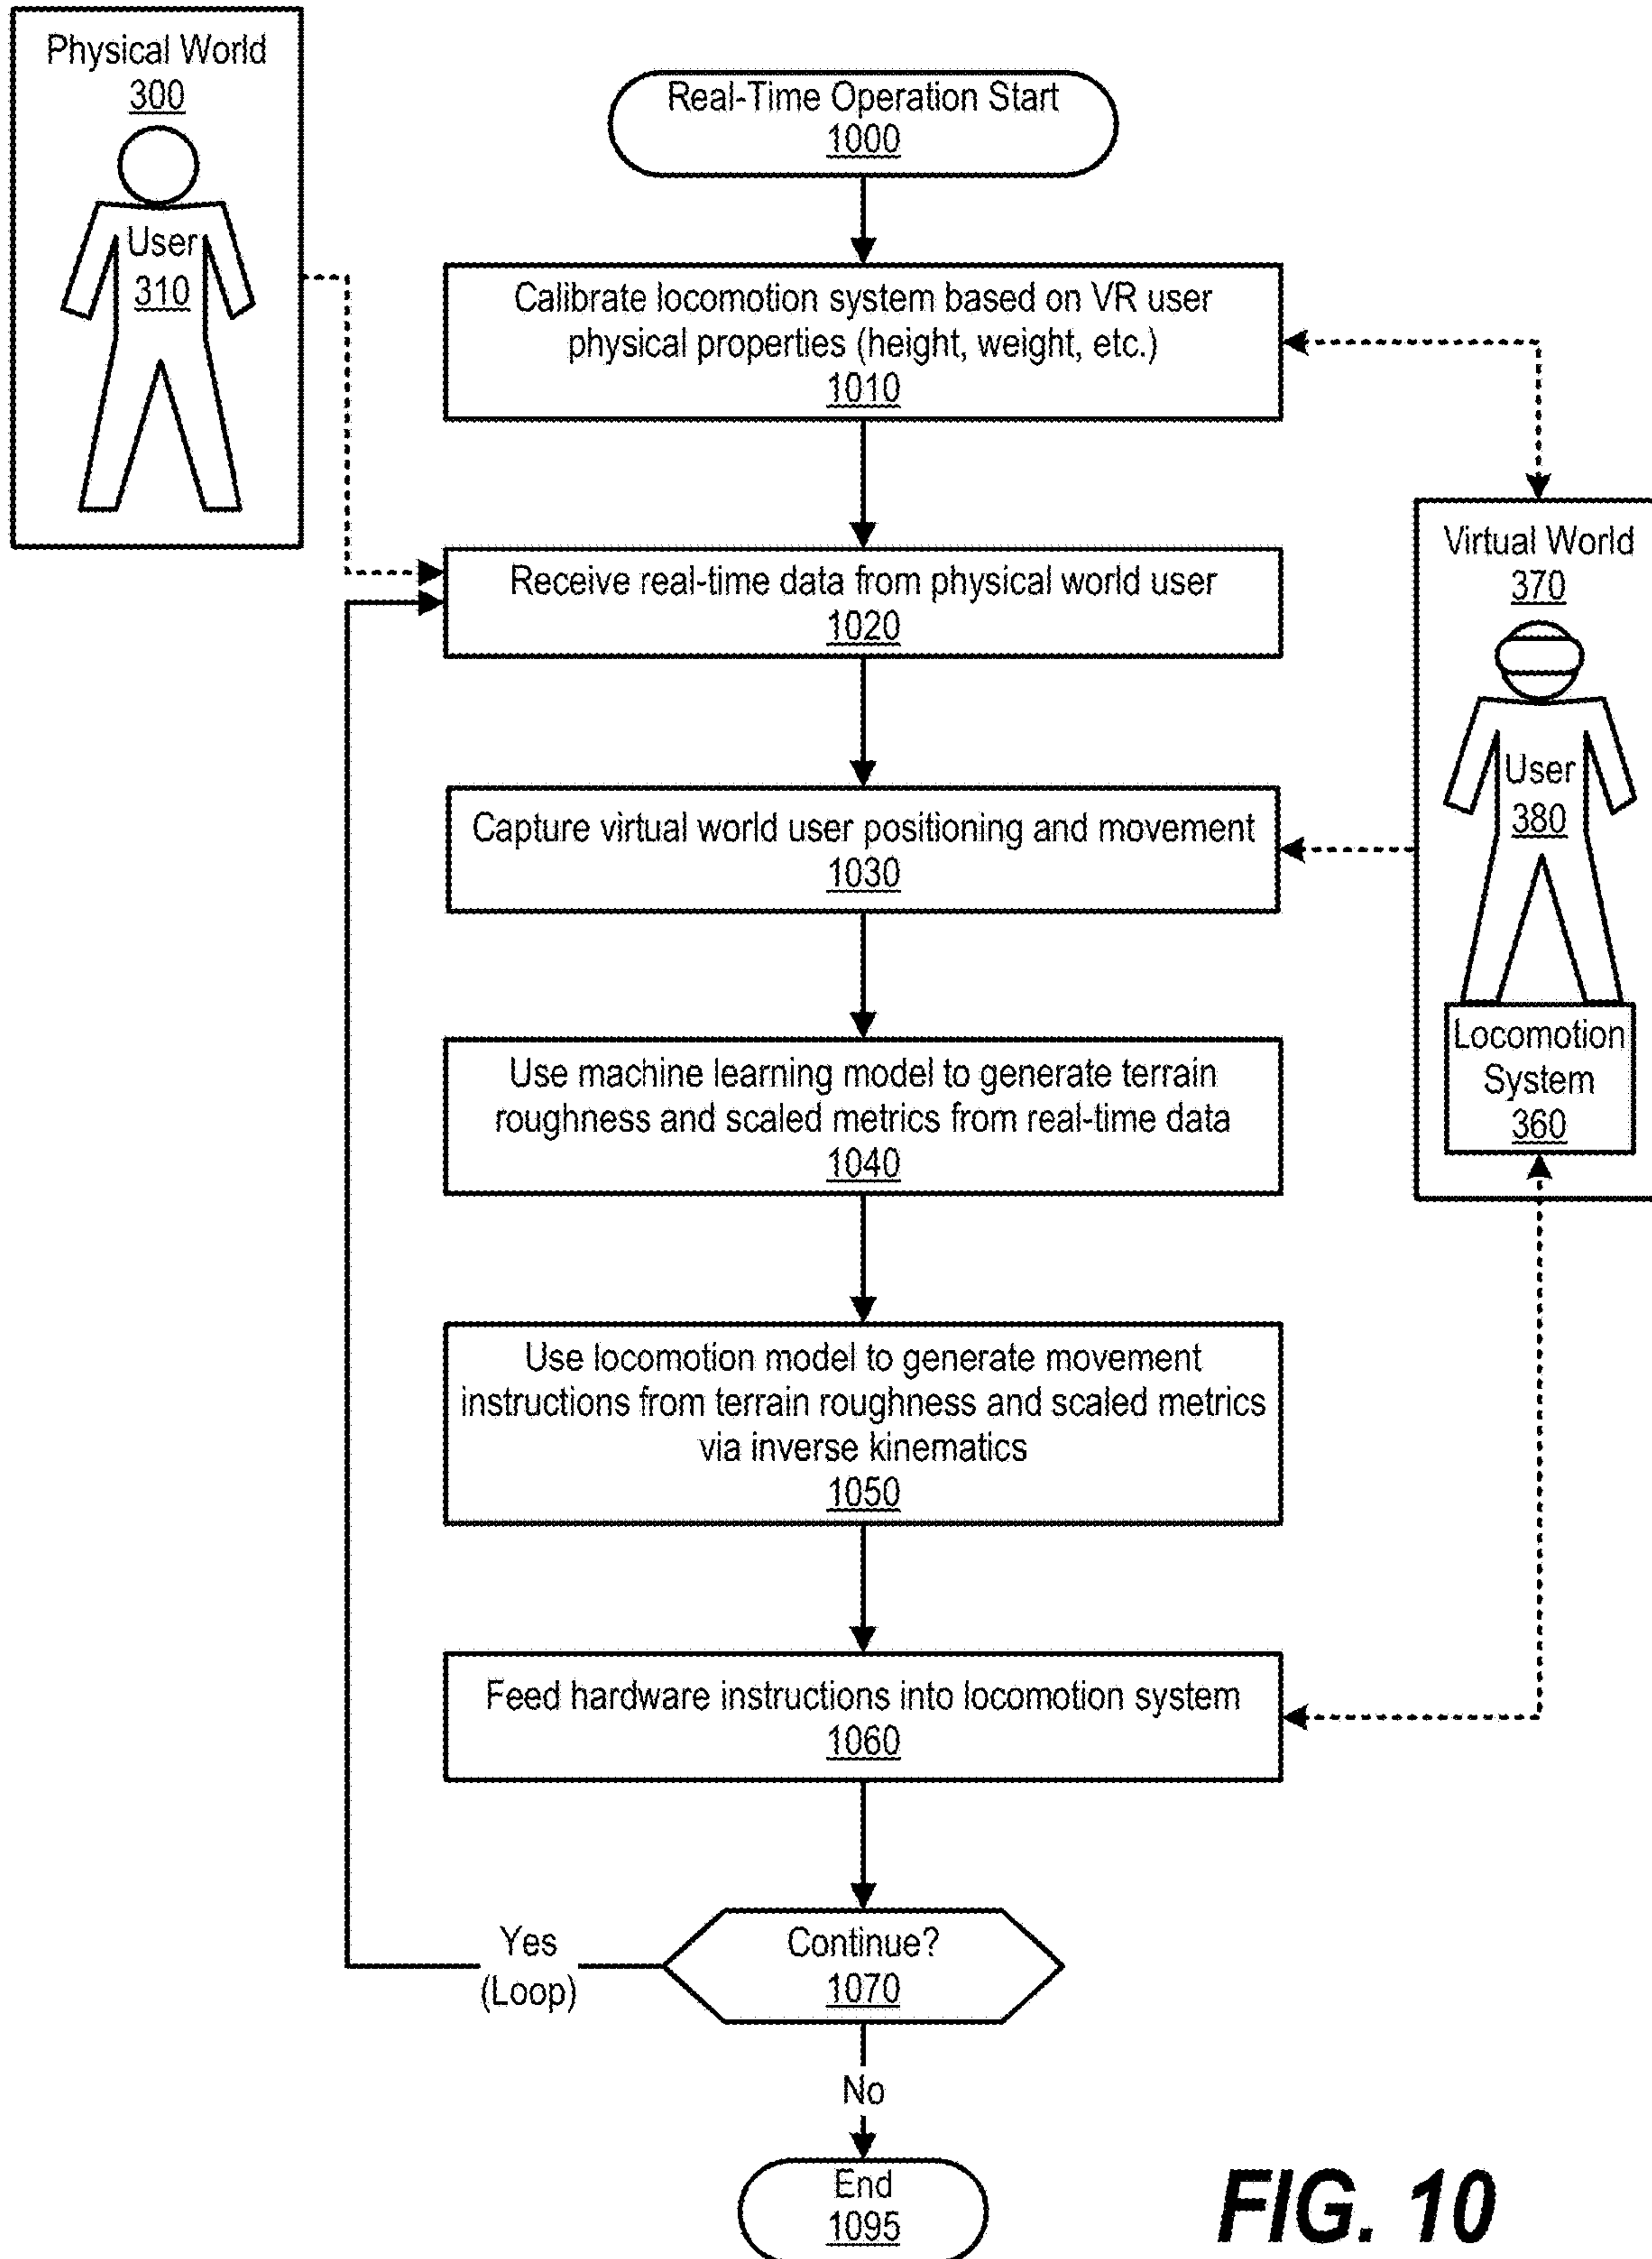 Physical World
300
User
310
Real-Time Operation Start
1000
Calibrate locomotion system based on VR user
physical properties (height, weight, etc.)
1010
Receive real-time data from physical world user
1020
Capture virtual world user positioning and movement
1030
Virtual World
370
User
380
Locomotion
System
360
Use machine learning model to generate terrain
roughness and scaled metrics from real-time data
1040
Use locomotion model to generate movement
instructions from terrain roughness and scaled metrics
via inverse kinematics
1050
Feed hardware instructions into locomotion system
1060
Continue?
1070
Yes
(Loop)
No
End
1095
FIG. 10